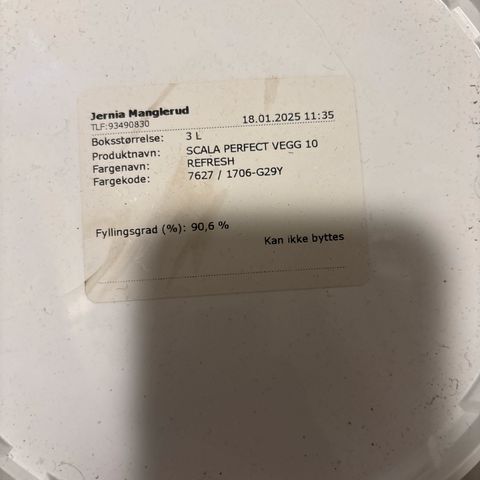 Jernia Manglerud
TLF:93490830 18.01.2025 11:35
Boksstørrelse: 3 L
Produktnavn: SCALA PERFECT VEGG 10
Fargenavn: REFRESH
Fargekode: 7627 / 1706-G29Y
Fyllingsgrad (%): 90,6 %
Kan ikke byttes